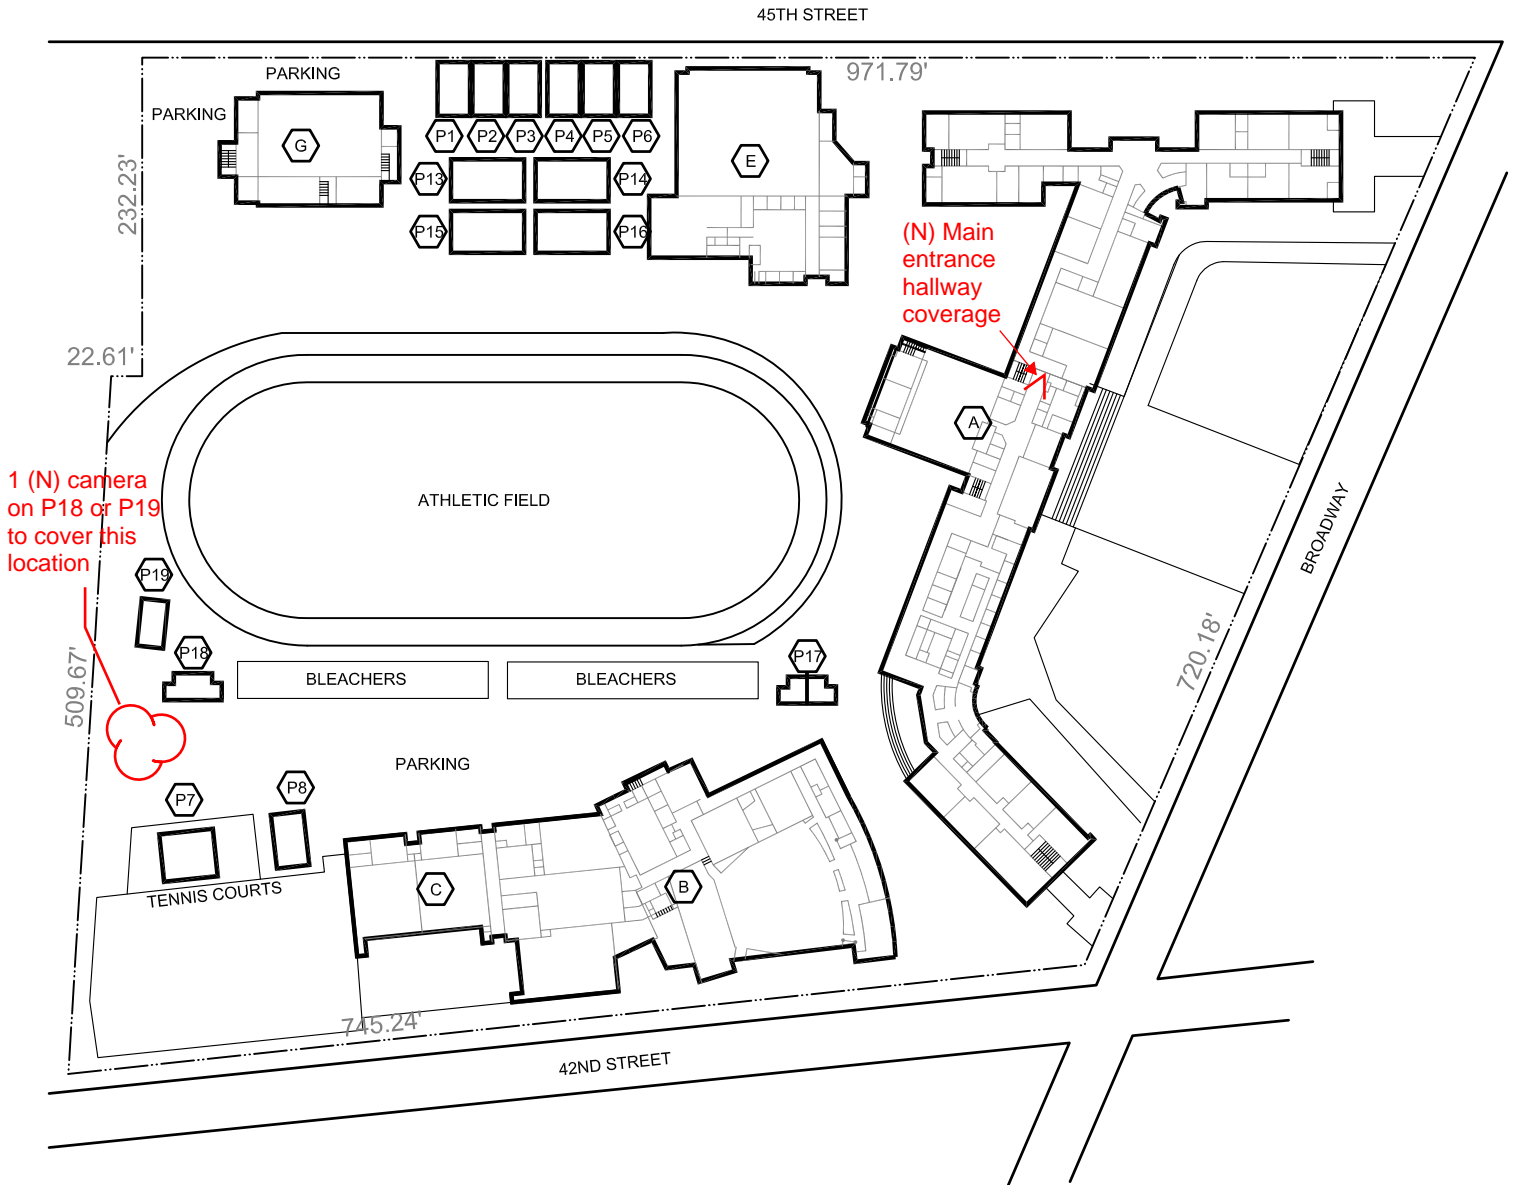 45TH STREET
PARKING
971.79'
PARKING
G
P1
P2
P3
P4
P5
P6
E
P13
P14
P15
P16
232.23'
(N) Main
entrance
hallway
coverage
22.61'
A
1 (N) camera
on P18 or P19
to cover this
location
ATHLETIC FIELD
BROADWAY
P19
P18
P17
BLEACHERS
BLEACHERS
509.67'
720.18'
PARKING
P7
P8
TENNIS COURTS
C
B
745.24'
42ND STREET